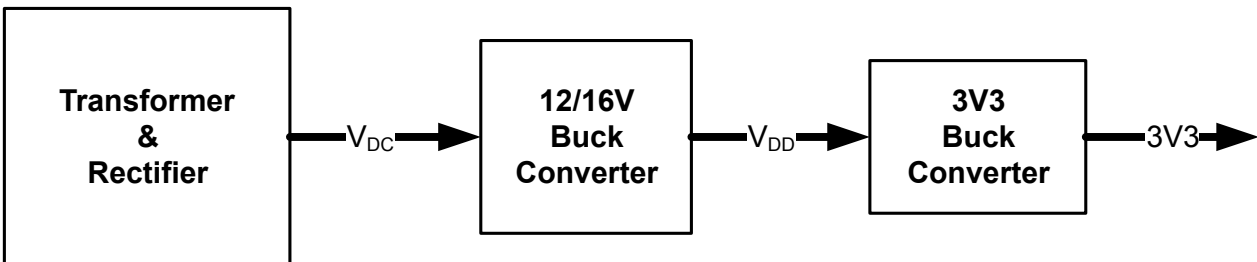 Transformer
&
Rectifier
VDC
12/16V
Buck
Converter
VDD
3V3
Buck
Converter
3V3